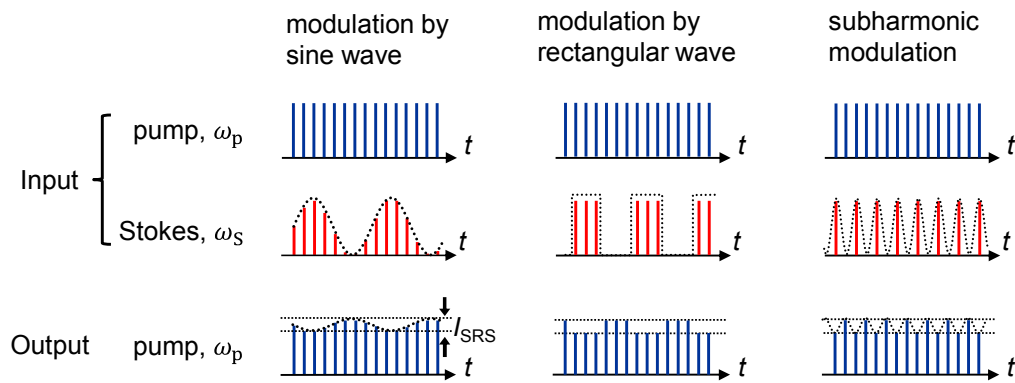 modulation by
sine wave
modulation by
rectangular wave
subharmonic
modulation
Input
pump, ωp
t
t
t
Stokes, ωS
t
t
t
Output
pump, ωp
ISRS
t
t
t